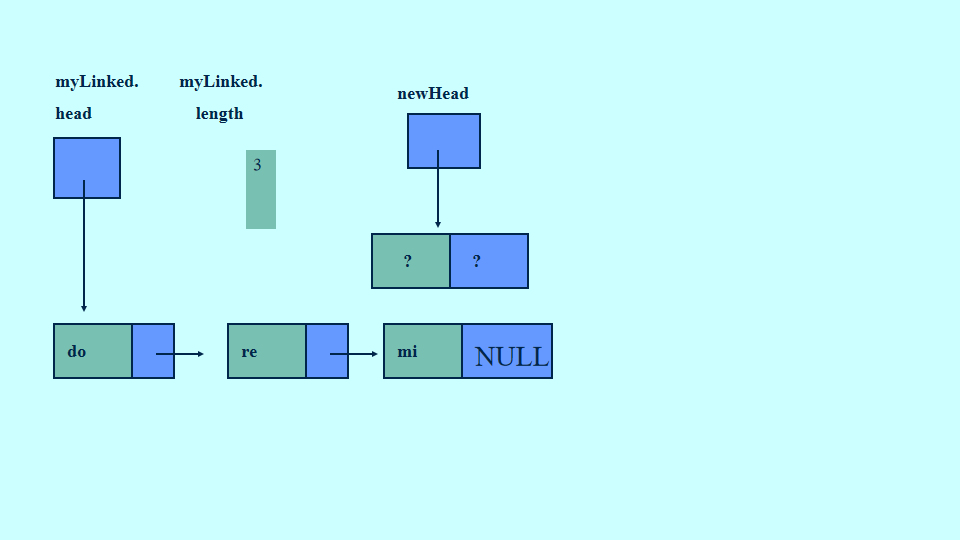 myLinked.
head
myLinked.
length
newHead
3
? ?
do re mi NULL